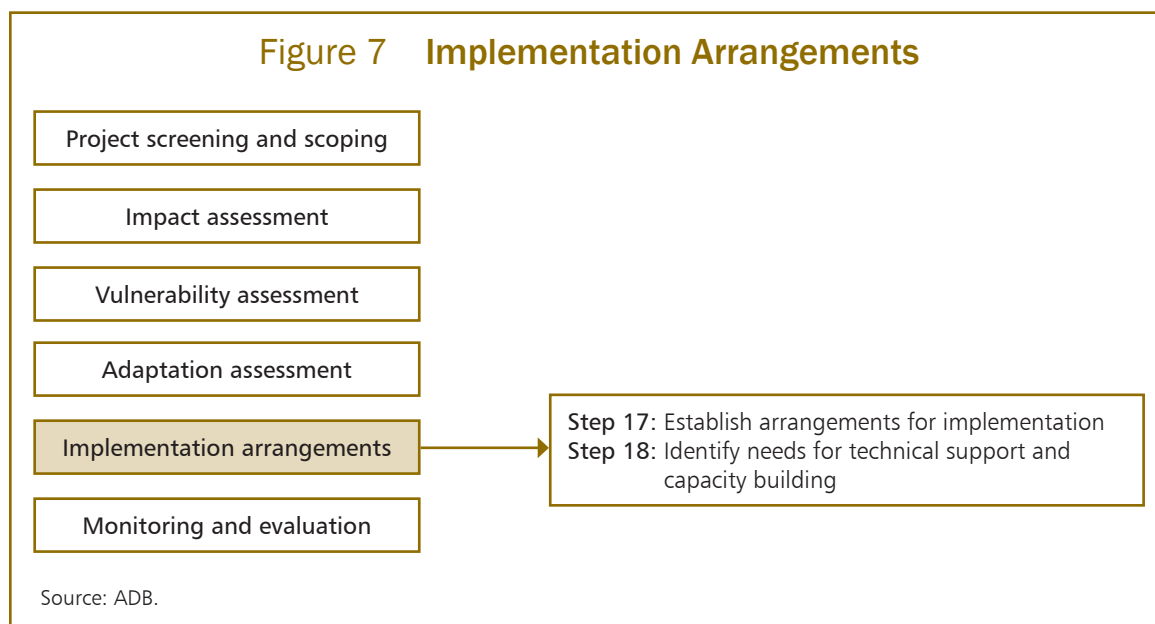 Figure 7 Implementation Arrangements
Project screening and scoping
Impact assessment
Vulnerability assessment
Adaptation assessment
Implementation arrangements
Step 17: Establish arrangements for implementation
Step 18: Identify needs for technical support and
capacity building
Monitoring and evaluation
Source: ADB.